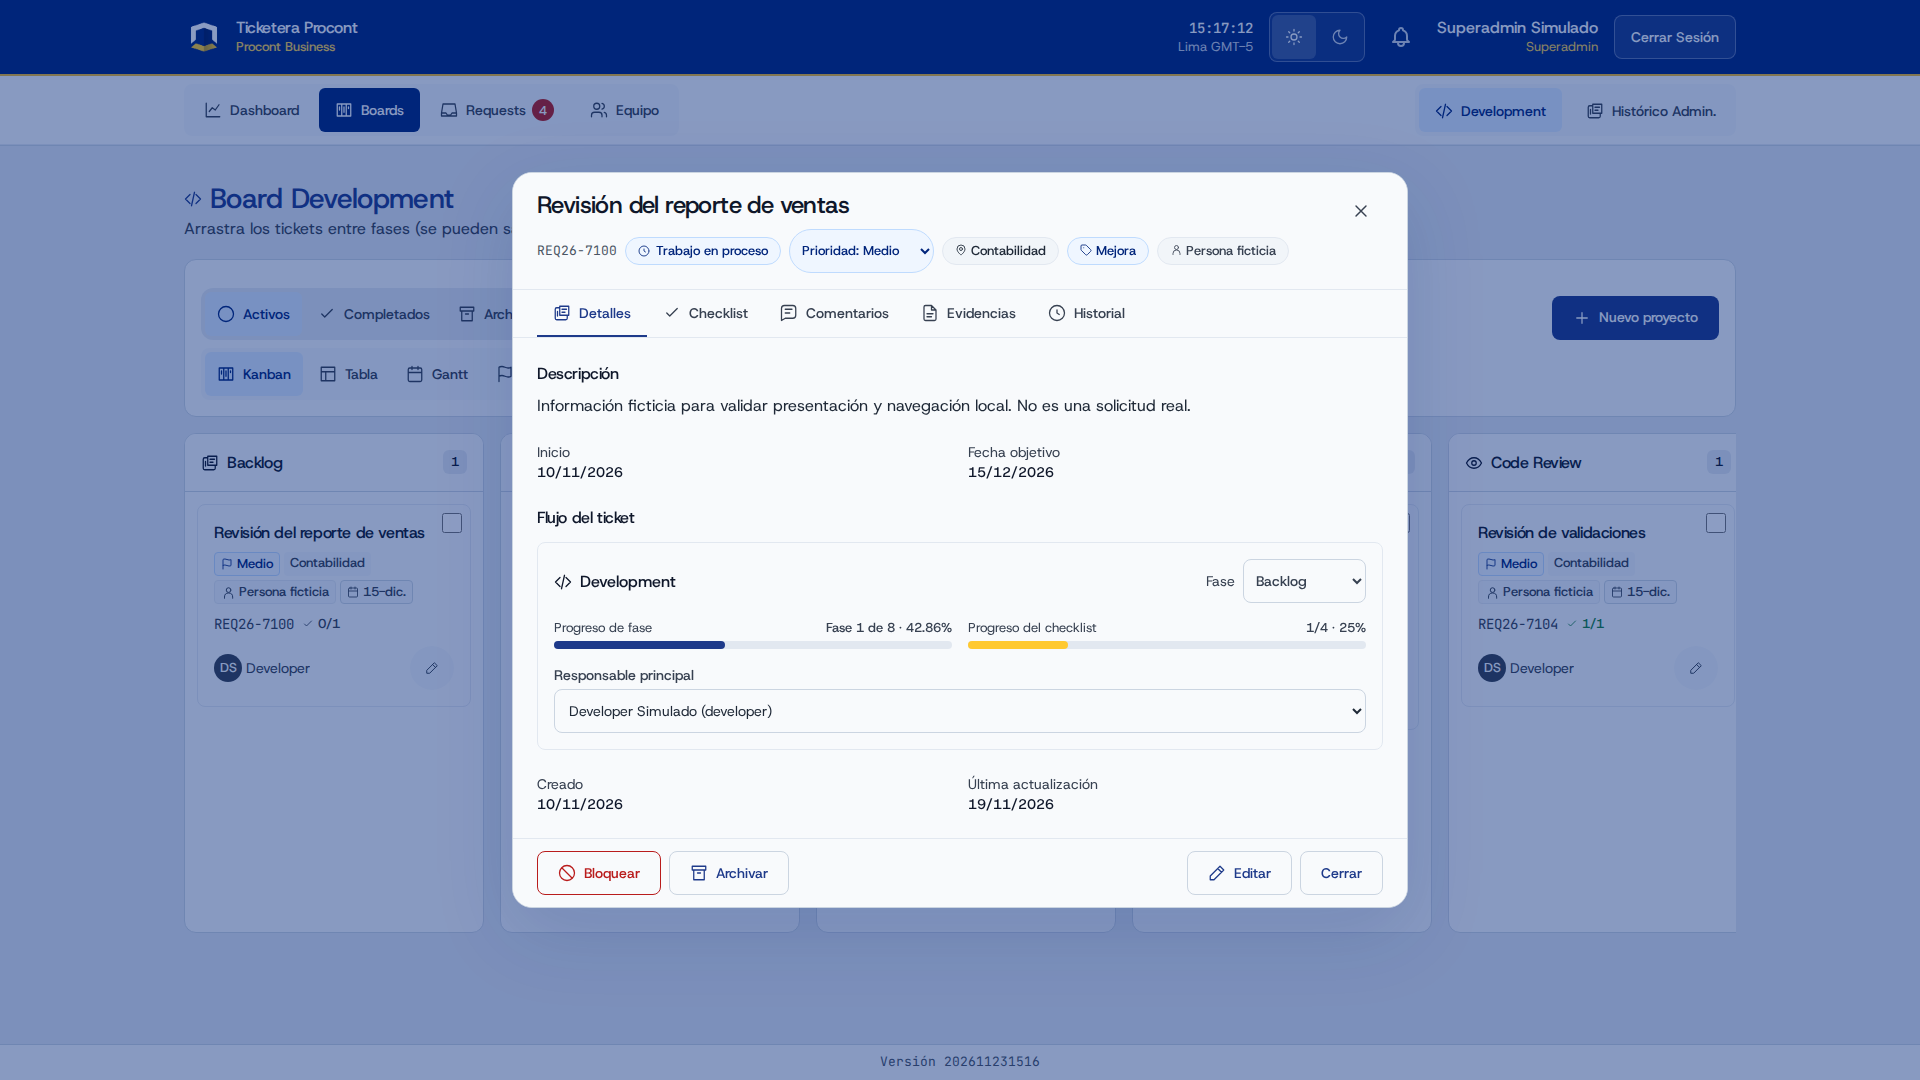 Ticketera Procont
Procont Business
15:17:12
Lima GMT-5
Superadmin Simulado
Superadmin
Cerrar Sesión
Dashboard
Boards
Requests 4
Equipo
Development
Histórico Admin.
Board Development
Arrastra los tickets entre fases (se pueden s
Activos
Completados
Arch
Nuevo proyecto
Kanban
Tabla
Gantt
Backlog 1
Revisión del reporte de ventas
Medio
Contabilidad
Persona ficticia
15-dic.
REQ26-7100
0/1
DS Developer
Code Review 1
Revisión de validaciones
Medio
Contabilidad
Persona ficticia
15-dic.
REQ26-7104
1/1
DS Developer
Revisión del reporte de ventas
REQ26-7100
Trabajo en proceso
Prioridad: Medio
Contabilidad
Mejora
Persona ficticia
Detalles
Checklist
Comentarios
Evidencias
Historial
Descripción
Información ficticia para validar presentación y navegación local. No es una solicitud real.
Inicio
10/11/2026
Fecha objetivo
15/12/2026
Flujo del ticket
Development
Fase
Backlog
Progreso de fase
Fase 1 de 8 · 42.86%
Progreso del checklist
1/4 · 25%
Responsable principal
Developer Simulado (developer)
Creado
10/11/2026
Última actualización
19/11/2026
Bloquear
Archivar
Editar
Cerrar
Versión 202611231516